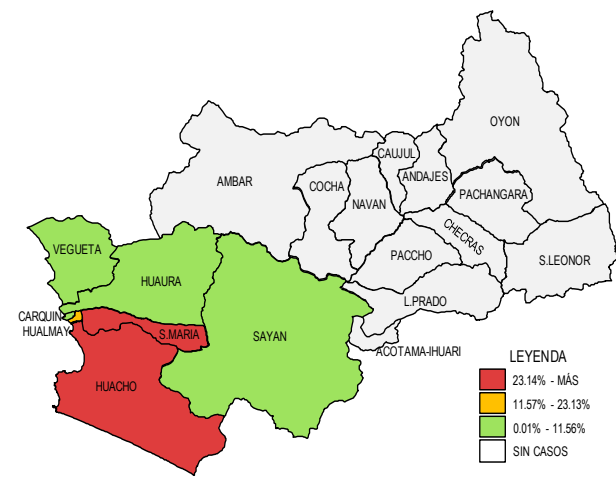 OYON
CAUJUL
ANDAJES
AMBAR
COCHA
PACHANGARA
NAVAN
CHECRAS
VEGUETA
PACCHO
S.LEONOR
HUAURA
L.PRADO
CARQUIN
HUALMAY
S.MARIA
SAYAN
ACOTAMA-IHUARI
HUACHO
LEYENDA
23.14% - MÁS
11.57% - 23.13%
0.01% - 11.56%
SIN CASOS